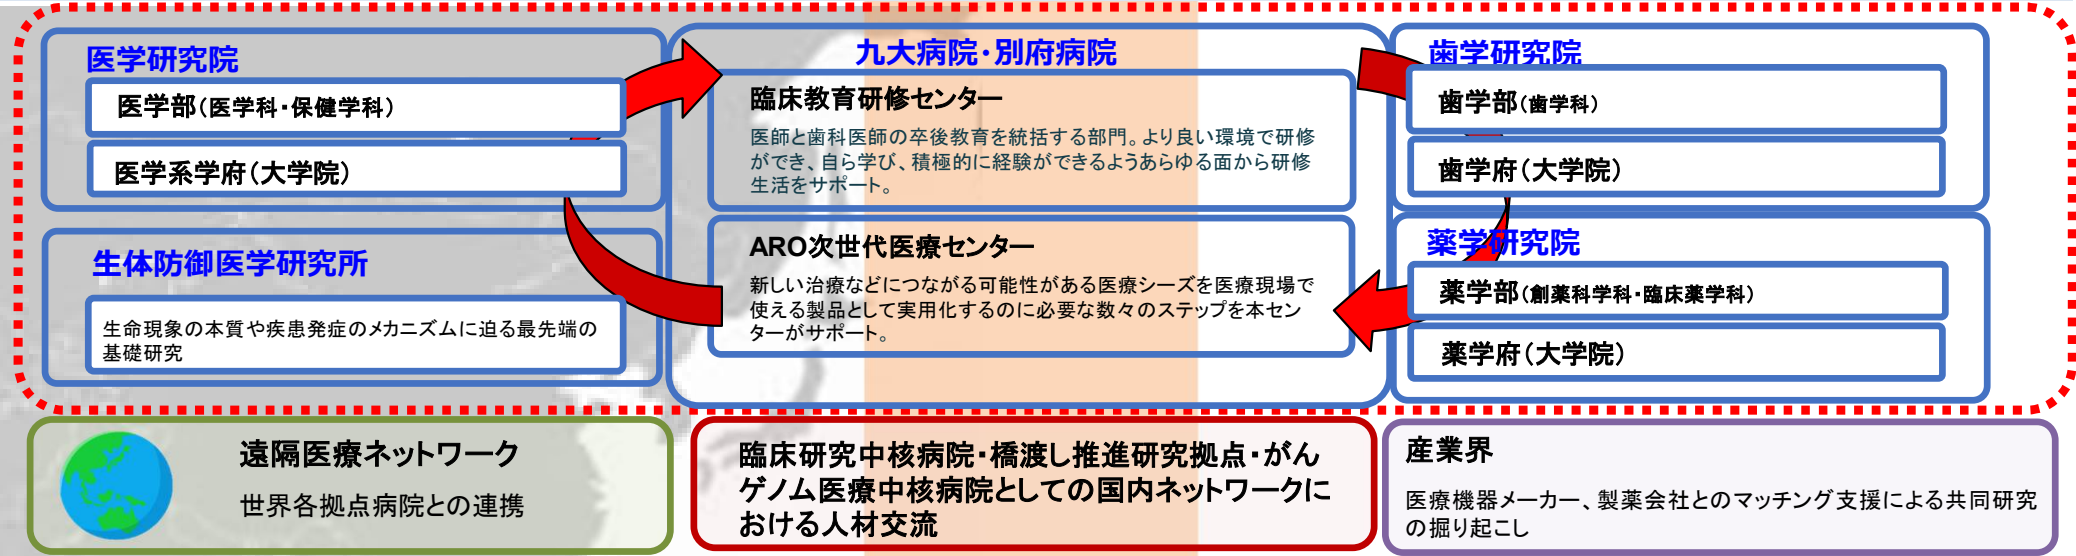 医学研究院
医学部(医学科・保健学科)
医学系学府(大学院)
生体防御医学研究所
生命現象の本質や疾患発症のメカニズムに迫る最先端の
基礎研究
九大病院・別府病院
臨床教育研修センター
医師と歯科医師の卒後教育を統括する部門。より良い環境で研修
ができ、自ら学び、積極的に経験ができるようあらゆる面から研修
生活をサポート。
ARO次世代医療センター
新しい治療などにつながる可能性がある医療シーズを医療現場で
使える製品として実用化するのに必要な数々のステップを本セン
ターがサポート。
歯学研究院
歯学部(歯学科)
歯学府(大学院)
薬学研究院
薬学部(創薬科学科・臨床薬学科)
薬学府(大学院)
遠隔医療ネットワーク
世界各拠点病院との連携
臨床研究中核病院・橋渡し推進研究拠点・がん
ゲノム医療中核病院としての国内ネットワークに
おける人材交流
産業界
医療機器メーカー、製薬会社とのマッチング支援による共同研究
の掘り起こし